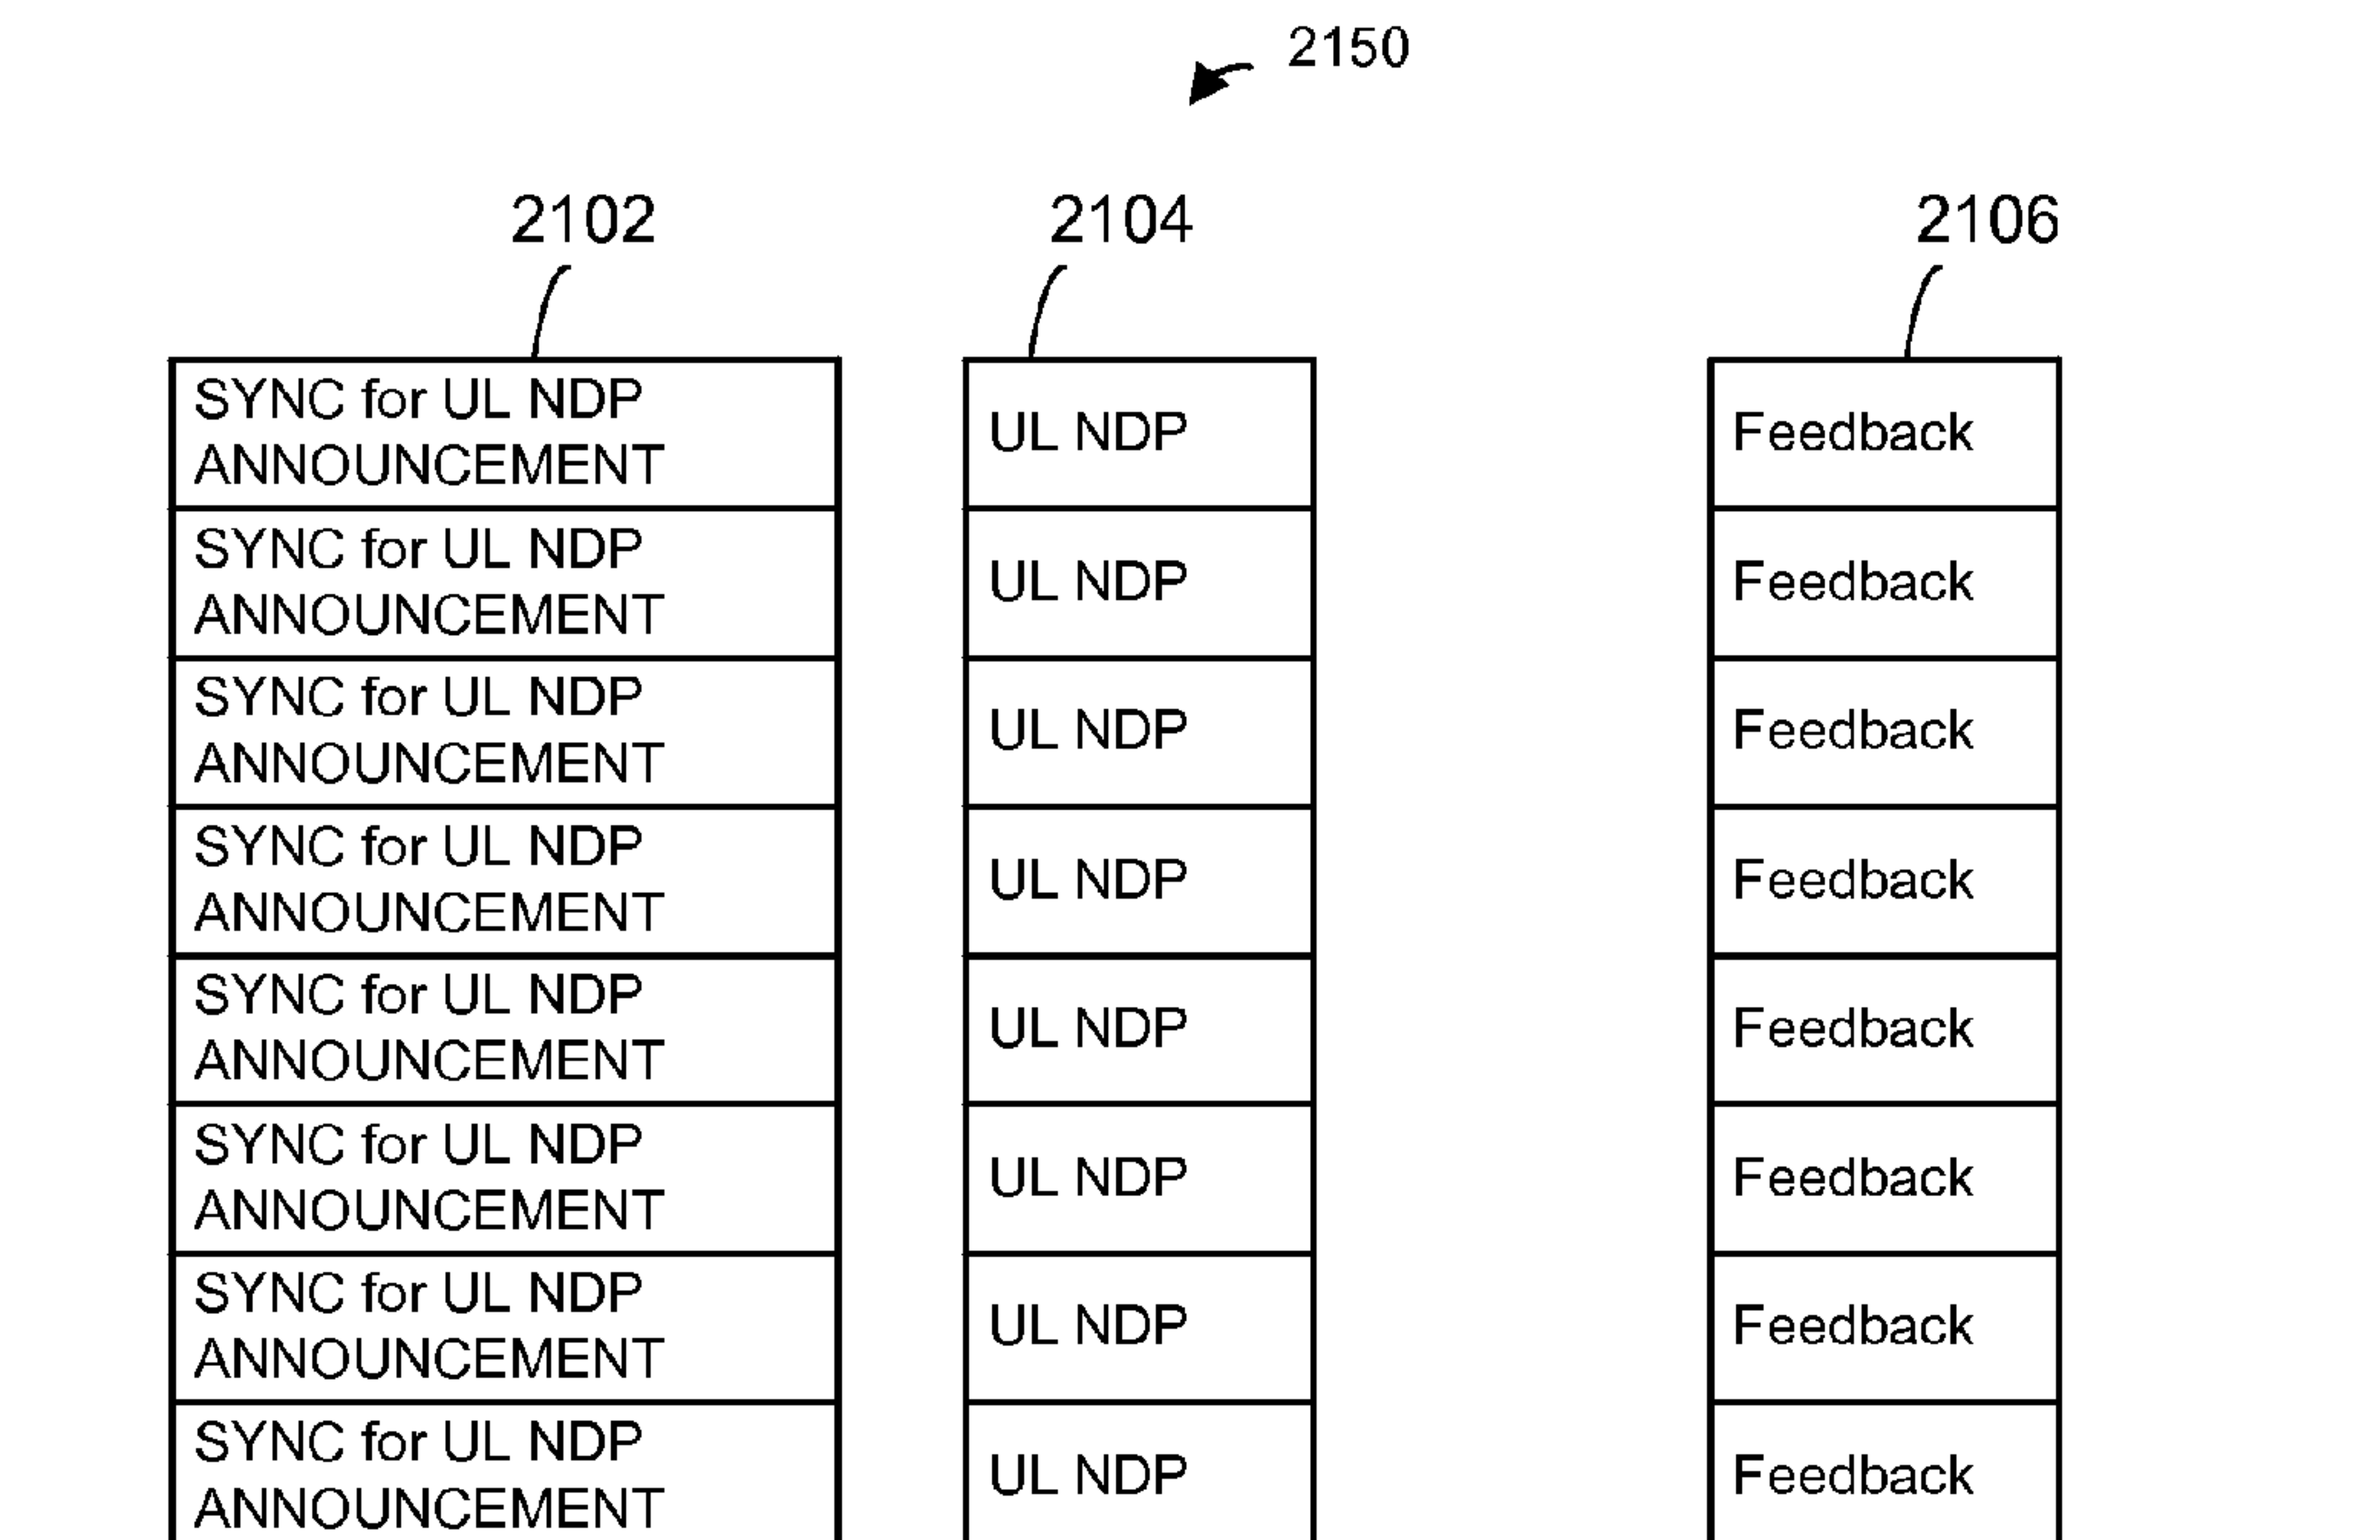 2150
2102 2104 2106
SYNC for UL NDP
ANNOUNCEMENT
UL NDP
Feedback
SYNC for UL NDP
ANNOUNCEMENT
UL NDP
Feedback
SYNC for UL NDP
ANNOUNCEMENT
UL NDP
Feedback
SYNC for UL NDP
ANNOUNCEMENT
UL NDP
Feedback
SYNC for UL NDP
ANNOUNCEMENT
UL NDP
Feedback
SYNC for UL NDP
ANNOUNCEMENT
UL NDP
Feedback
SYNC for UL NDP
ANNOUNCEMENT
UL NDP
Feedback
SYNC for UL NDP
ANNOUNCEMENT
UL NDP
Feedback